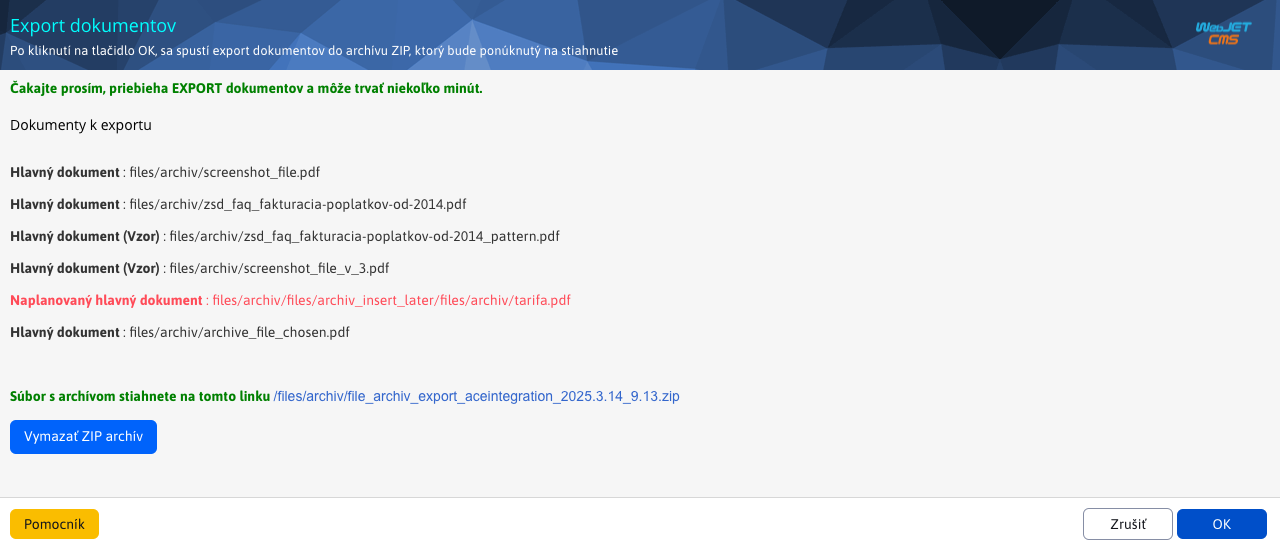 Export dokumentov
Po kliknutí na tlačidlo OK, sa spustí export dokumentov do archívu ZIP, ktorý bude ponúknutý na stiahnutie
WebJET
CMS
Čakajte prosím, priebieha EXPORT dokumentov a môže trvať niekoľko minút.
Dokumenty k exportu
Hlavný dokument : files/archiv/screenshot_file.pdf
Hlavný dokument : files/archiv/zsd_faq_fakturacia-poplatkov-od-2014.pdf
Hlavný dokument (Vzor) : files/archiv/zsd_faq_fakturacia-poplatkov-od-2014_pattern.pdf
Hlavný dokument (Vzor) : files/archiv/screenshot_file_v_3.pdf
Naplanovaný hlavný dokument : files/archiv/files/archiv_insert_later/files/archiv/tarifa.pdf
Hlavný dokument : files/archiv/archive_file_chosen.pdf
Súbor s archívom stiahnete na tomto linku /files/archiv/file_archiv_export_aceintegration_2025.3.14_9.13.zip
Vymazať ZIP archív
Pomocník
Zrušiť
OK